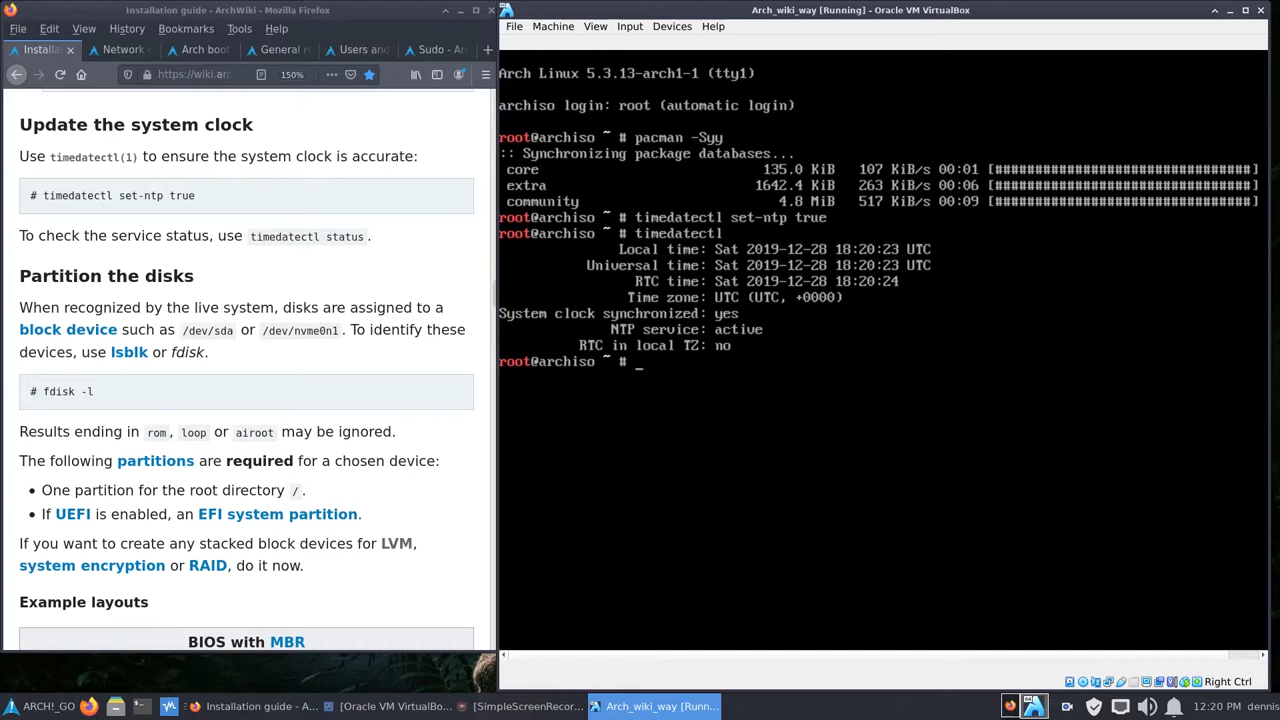 Installation guide - ArchWiki - Mozilla Firefox
File Edit View History Bookmarks Tools Help
Installa
Network
Arch boot
General r
Users and
Sudo - Ar
https://wiki.arc
150%
Update the system clock
Use timedatectl(1) to ensure the system clock is accurate:
# timedatectl set-ntp true
To check the service status, use timedatectl status.
Partition the disks
When recognized by the live system, disks are assigned to a
block device such as /dev/sda or /dev/nvme0n1. To identify these
devices, use lsblk or fdisk.
# fdisk -l
Results ending in rom, loop or airoot may be ignored.
The following partitions are required for a chosen device:
• One partition for the root directory /.
• If UEFI is enabled, an EFI system partition.
If you want to create any stacked block devices for LVM,
system encryption or RAID, do it now.
Example layouts
BIOS with MBR
Arch_wiki_way [Running] - Oracle VM VirtualBox
File Machine View Input Devices Help
Arch Linux 5.3.13-arch1-1 (tty1)
archiso login: root (automatic login)
root@archiso ~ # pacman -Syy
:: Synchronizing package databases...
core 135.0 KiB 107 KiB/s 00:01 [################################]
extra 1642.4 KiB 263 KiB/s 00:06 [################################]
community 4.8 MiB 517 KiB/s 00:09 [################################]
root@archiso ~ # timedatectl set-ntp true
root@archiso ~ # timedatectl
Local time: Sat 2019-12-28 18:20:23 UTC
Universal time: Sat 2019-12-28 18:20:23 UTC
RTC time: Sat 2019-12-28 18:20:24
Time zone: UTC (UTC, +0000)
System clock synchronized: yes
NTP service: active
RTC in local TZ: no
root@archiso ~ # _
Right Ctrl
ARCH!_GO
Installation guide - A...
[Oracle VM VirtualBo...
[SimpleScreenRecor...
Arch_wiki_way [Runn...
12:20 PM
dennis